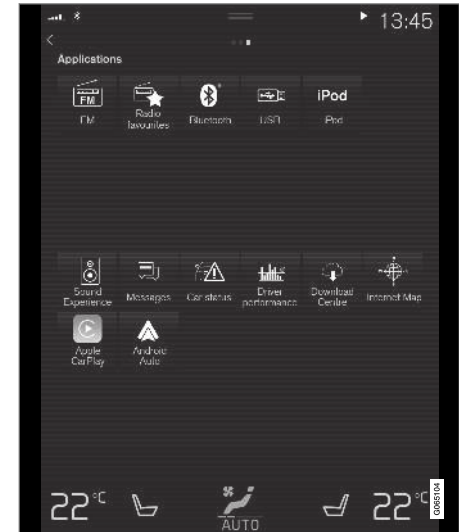 13:45
Applications
FM
iPod
FM
Radio
favourites
Bluetooth
USB
iPod
Sound
Experience
Messages
Car status
Driver
performance
Download
Centre
Internet Map
Apple
CarPlay
Android
Auto
22°C
AUTO
22°C
G065104